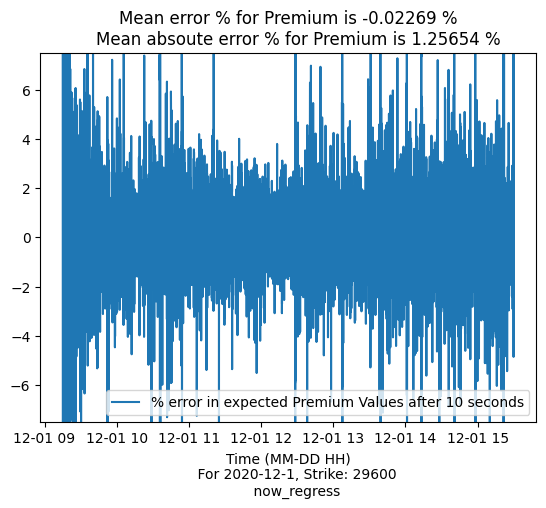 Mean error % for Premium is -0.02269 %
Mean absoute error % for Premium is 1.25654 %
6
4
2
0
−2
−4
−6
% error in expected Premium Values after 10 seconds
12-01 09 12-01 10 12-01 11 12-01 12 12-01 13 12-01 14 12-01 15
Time (MM-DD HH)
For 2020-12-1, Strike: 29600
now_regress